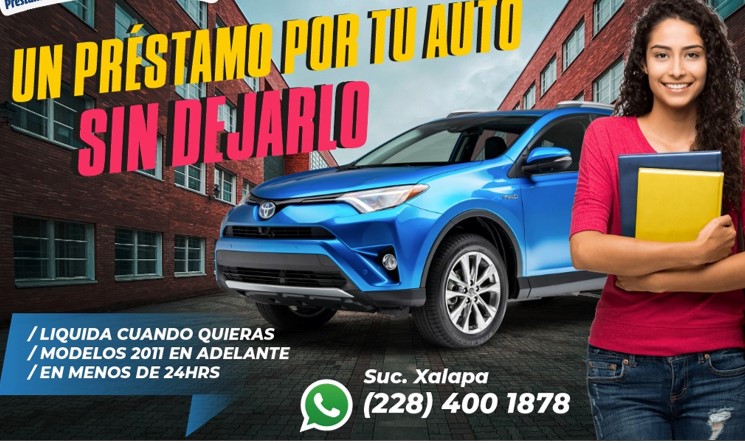 UN PRÉSTAMO POR TU AUTO
SIN DEJARLO
/ LIQUIDA CUANDO QUIERAS
/ MODELOS 2011 EN ADELANTE
/ EN MENOS DE 24HRS
Suc. Xalapa
(228) 400 1878